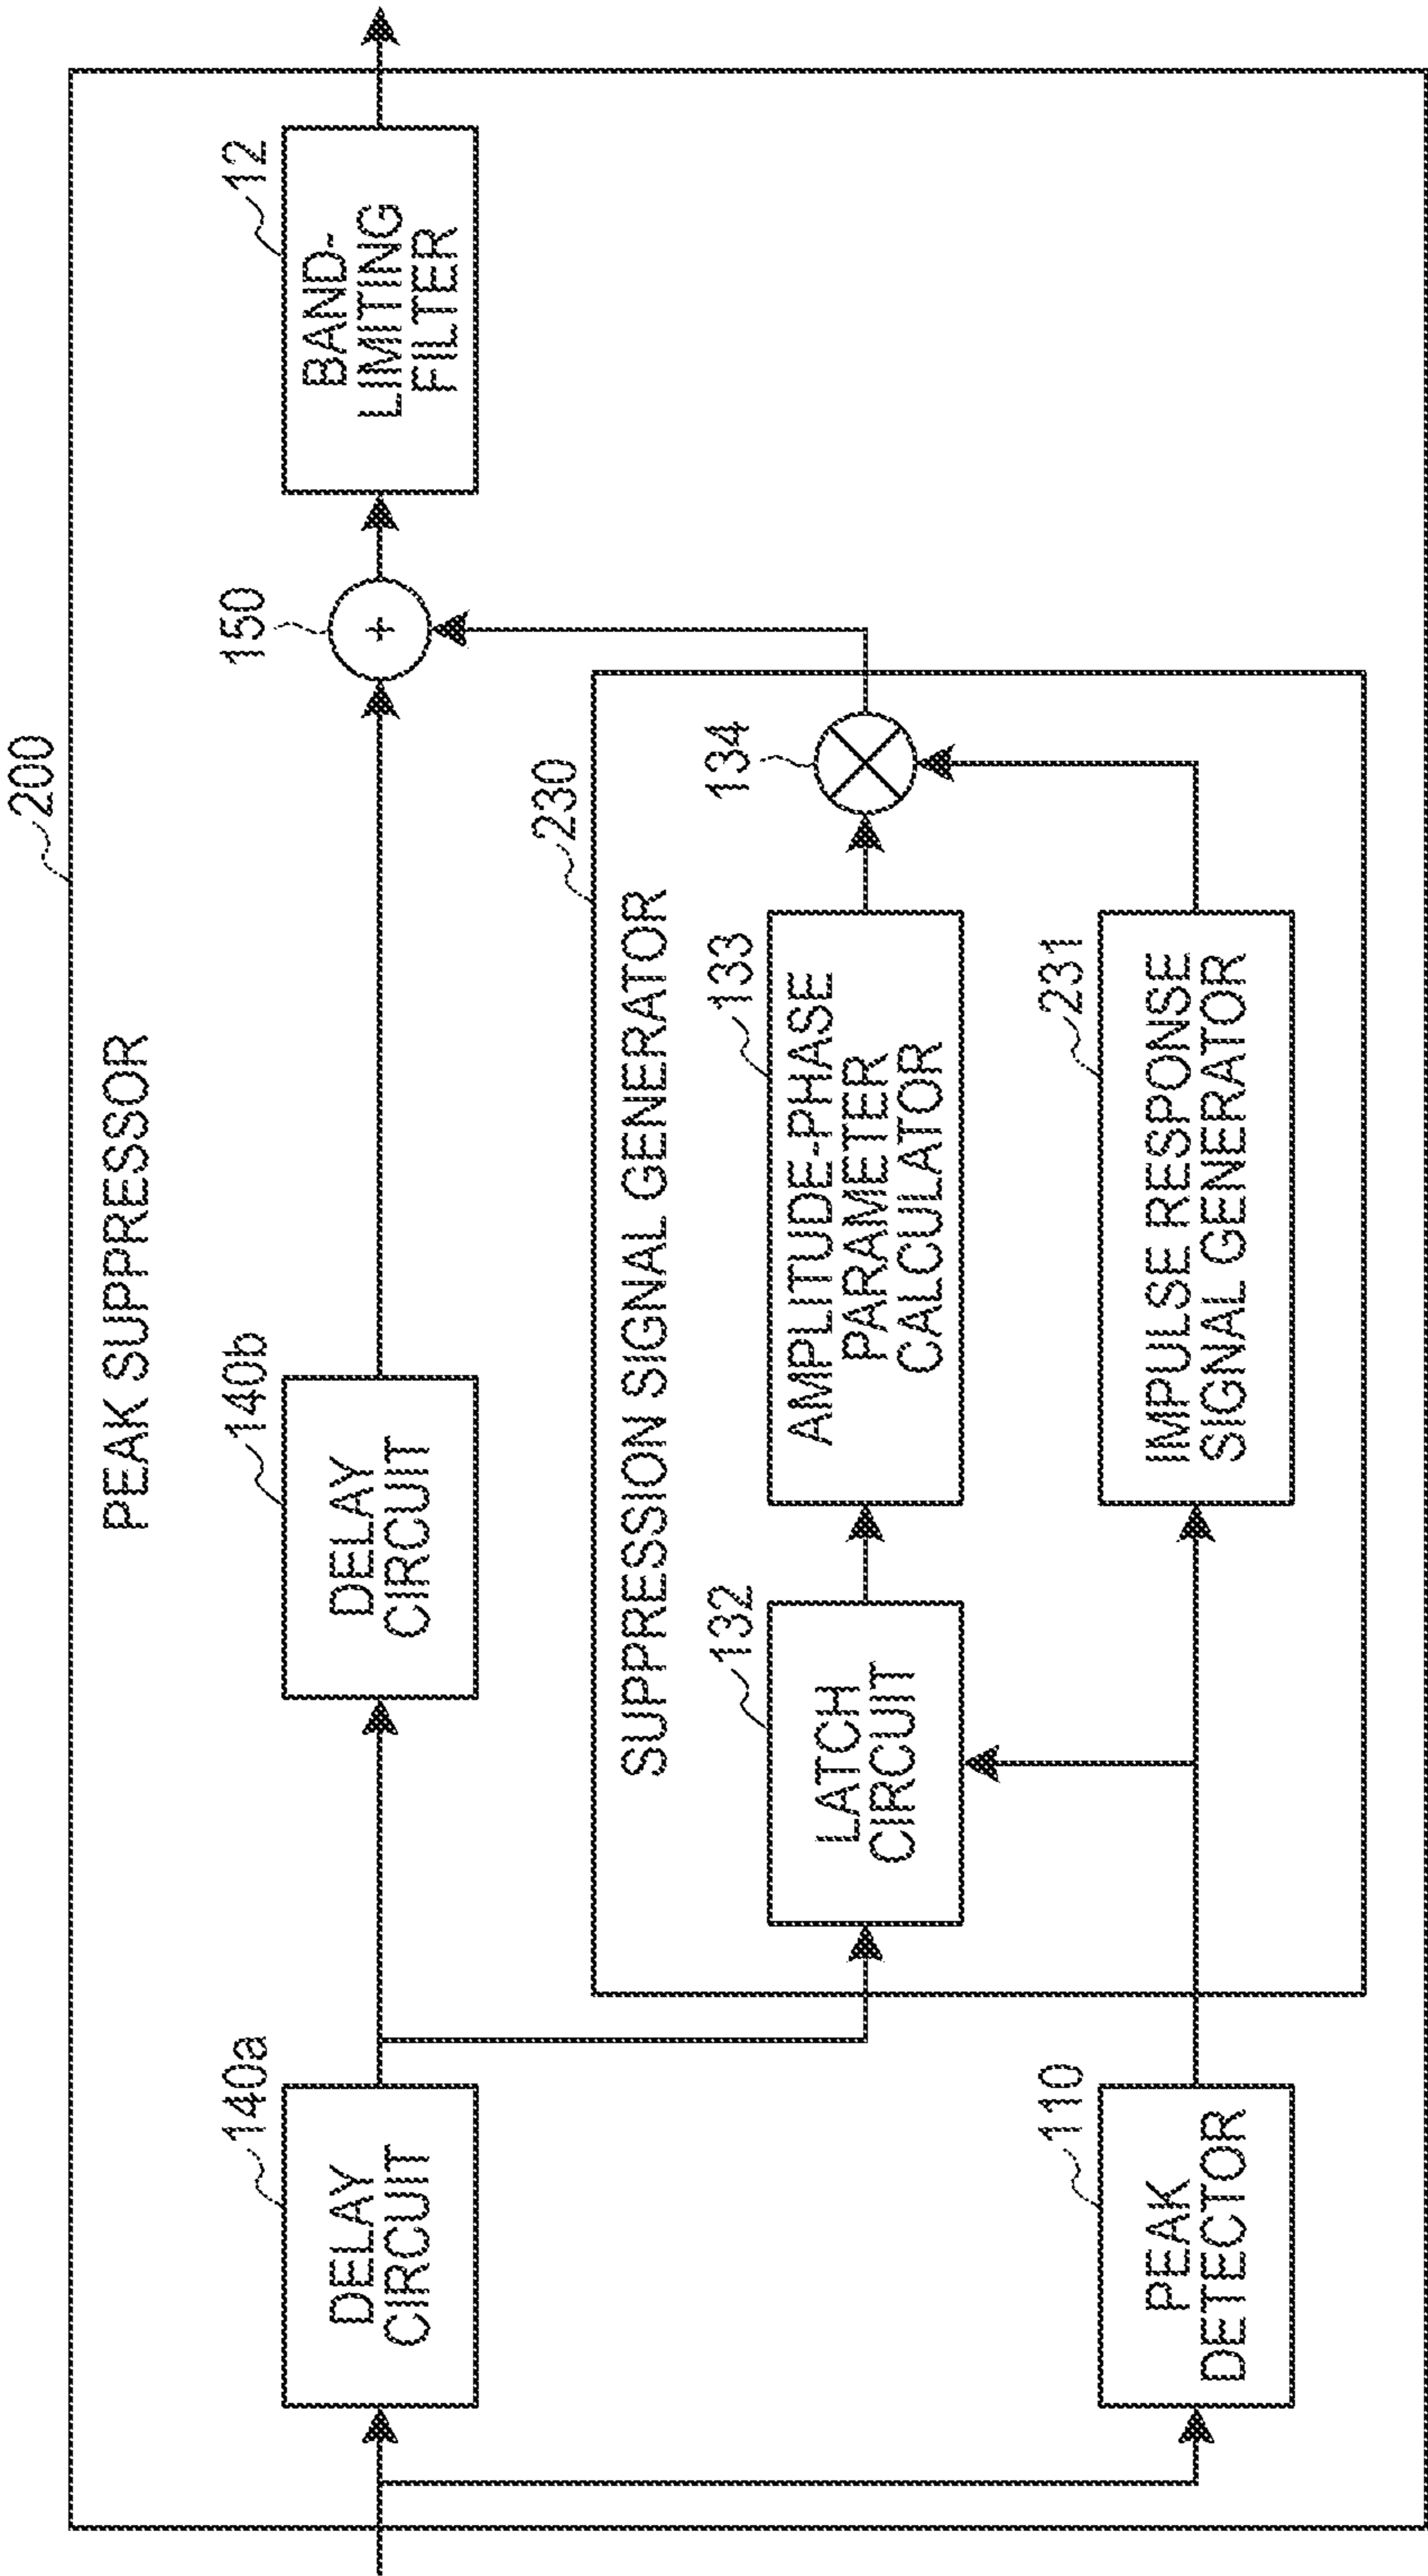 200
PEAK SUPPRESSOR
140a
DELAY
CIRCUIT
140b
DELAY
CIRCUIT
150
+
12
BAND-
LIMITING
FILTER
230
SUPPRESSION SIGNAL GENERATOR
132
LATCH
CIRCUIT
133
AMPLITUDE-PHASE
PARAMETER
CALCULATOR
134
110
PEAK
DETECTOR
231
IMPULSE RESPONSE
SIGNAL GENERATOR